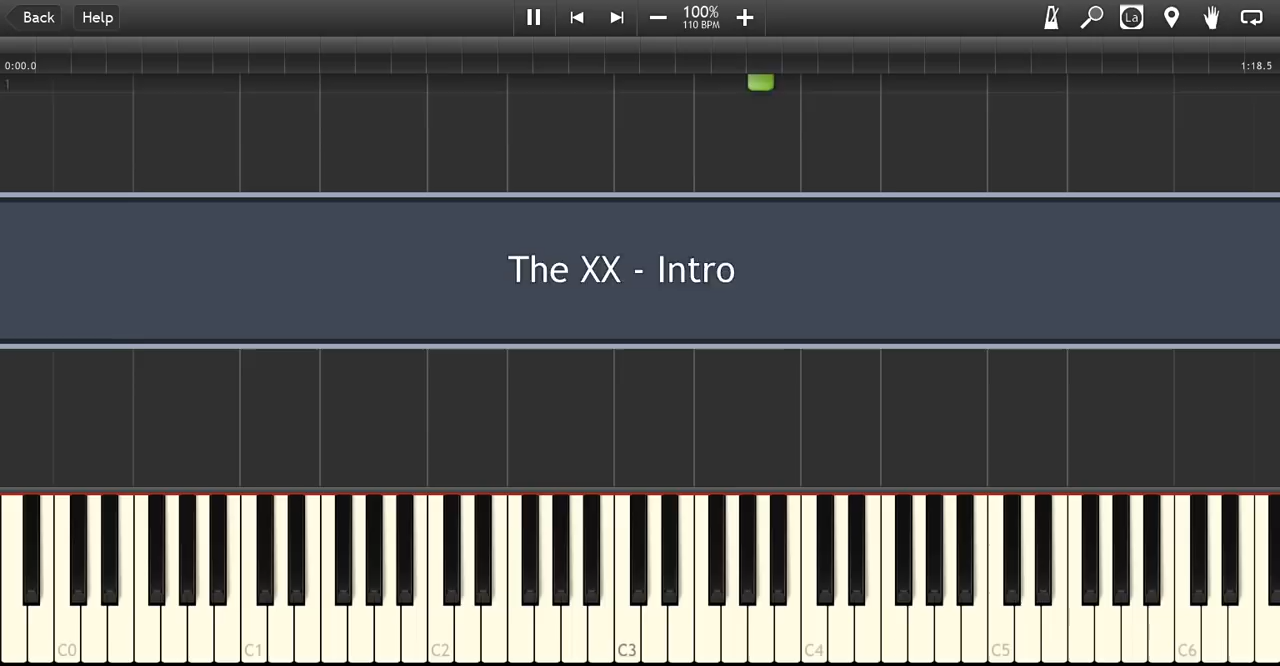 Back Help 100% La
110 BPM
0:00.0 1:18.5
1
The XX - Intro
C0 C1 C2 C3 C4 C5 C6